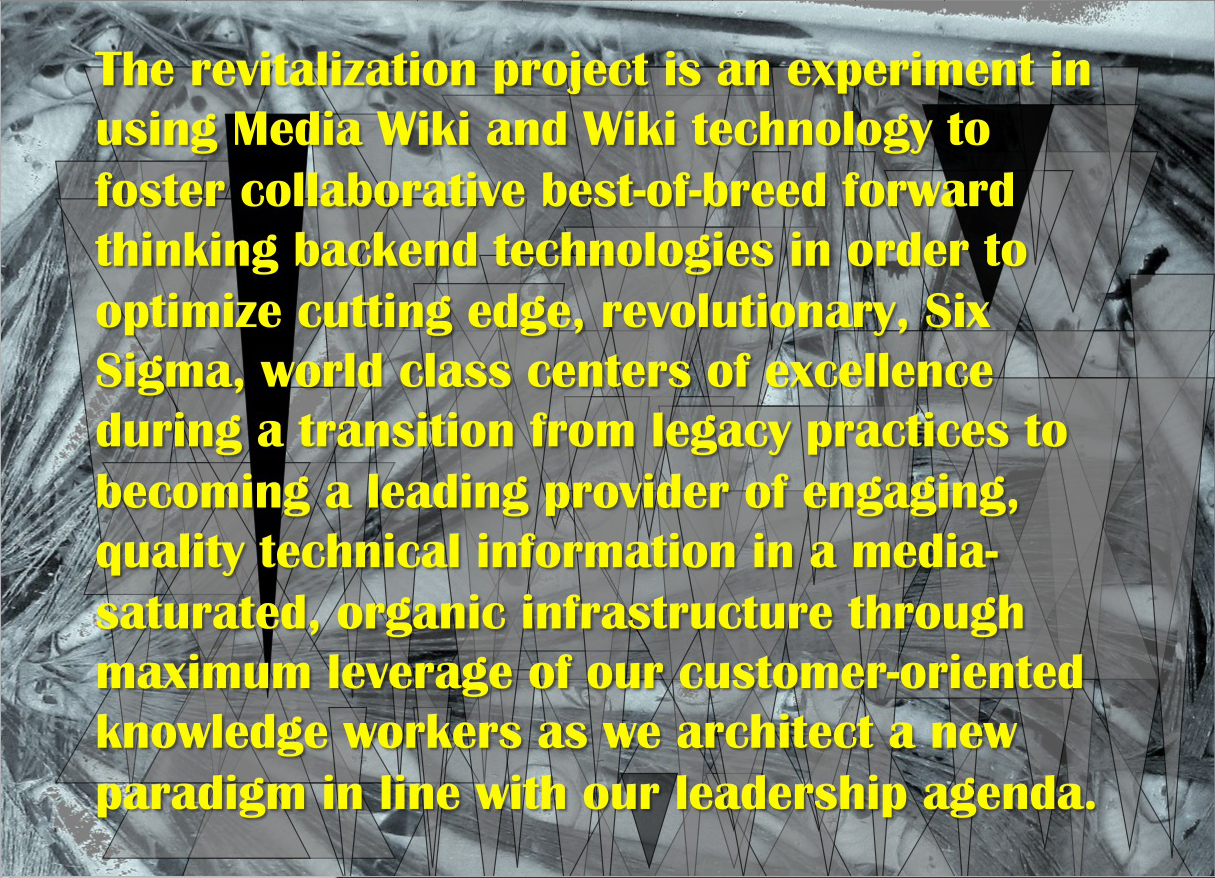 The revitalization project is an experiment in
using Media Wiki and Wiki technology to
foster collaborative best-of-breed forward
thinking backend technologies in order to
optimize cutting edge, revolutionary, Six
Sigma, world class centers of excellence
during a transition from legacy practices to
becoming a leading provider of engaging,
quality technical information in a media-
saturated, organic infrastructure through
maximum leverage of our customer-oriented
knowledge workers as we architect a new
paradigm in line with our leadership agenda.